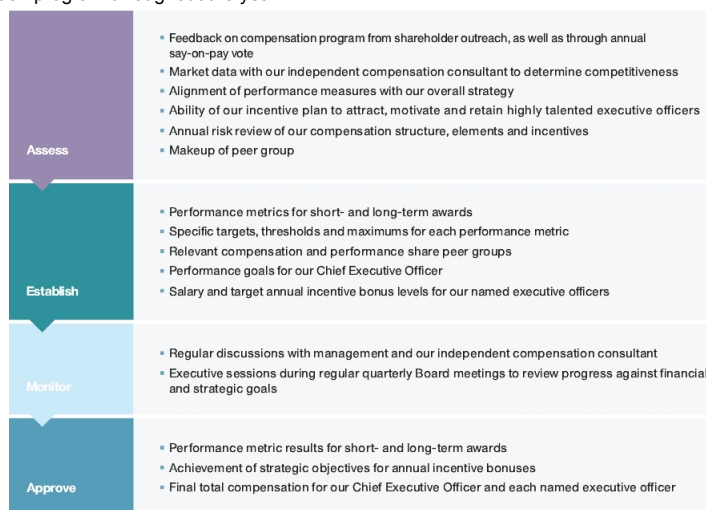 Feedback on compensation program from shareholder outreach, as well as through annual
say-on-pay vote
Market data with our independent compensation consultant to determine competitiveness
Alignment of performance measures with our overall strategy
Ability of our incentive plan to attract, motivate and retain highly talented executive officers
Annual risk review of our compensation structure, elements and incentives
Assess
Makeup of peer group
Performance metrics for short- and long-term awards
Specific targets, thresholds and maximums for each performance metric
Relevant compensation and performance share peer groups
Performance goals for our Chief Executive Officer
Establish
Salary and target annual incentive bonus levels for our named executive officers
Regular discussions with management and our independent compensation consultant
Monitor
Executive sessions during regular quarterly Board meetings to review progress against financial
and strategic goals
Performance metric results for short- and long-term awards
Achievement of strategic objectives for annual incentive bonuses
Approve
Final total compensation for our Chief Executive Officer and each named executive officer